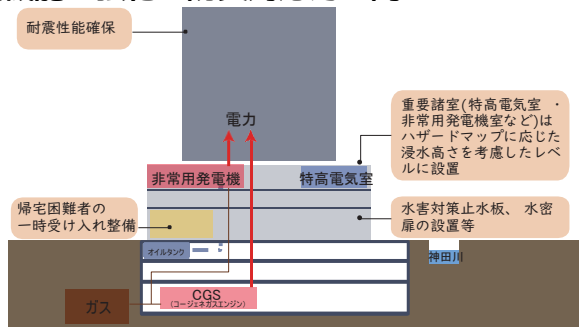 耐震性能確保
電力
重要諸室(特高電気室 ・
非常用発電機室など)は
ハザードマップに応じた
浸水高さを考慮したレベ
ルに設置
非常用発電機
特高電気室
帰宅困難者の
一時受け入れ整備
水害対策止水板、 水密
扉の設置等
オイルタンク
神田川
ガス
CGS
(コージェネガスエンジン)